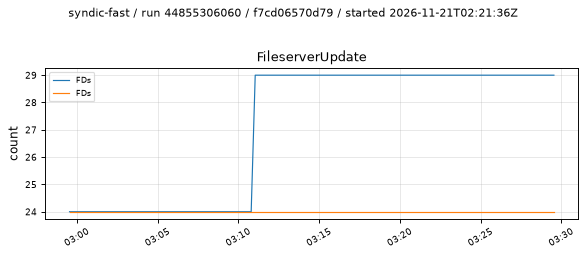 syndic-fast / run 44855306060 / f7cd06570d79 / started 2026-11-21T02:21:36Z
FileserverUpdate
FDs
FDs
count
29
28
27
26
25
24
03:00
03:05
03:10
03:15
03:20
03:25
03:30